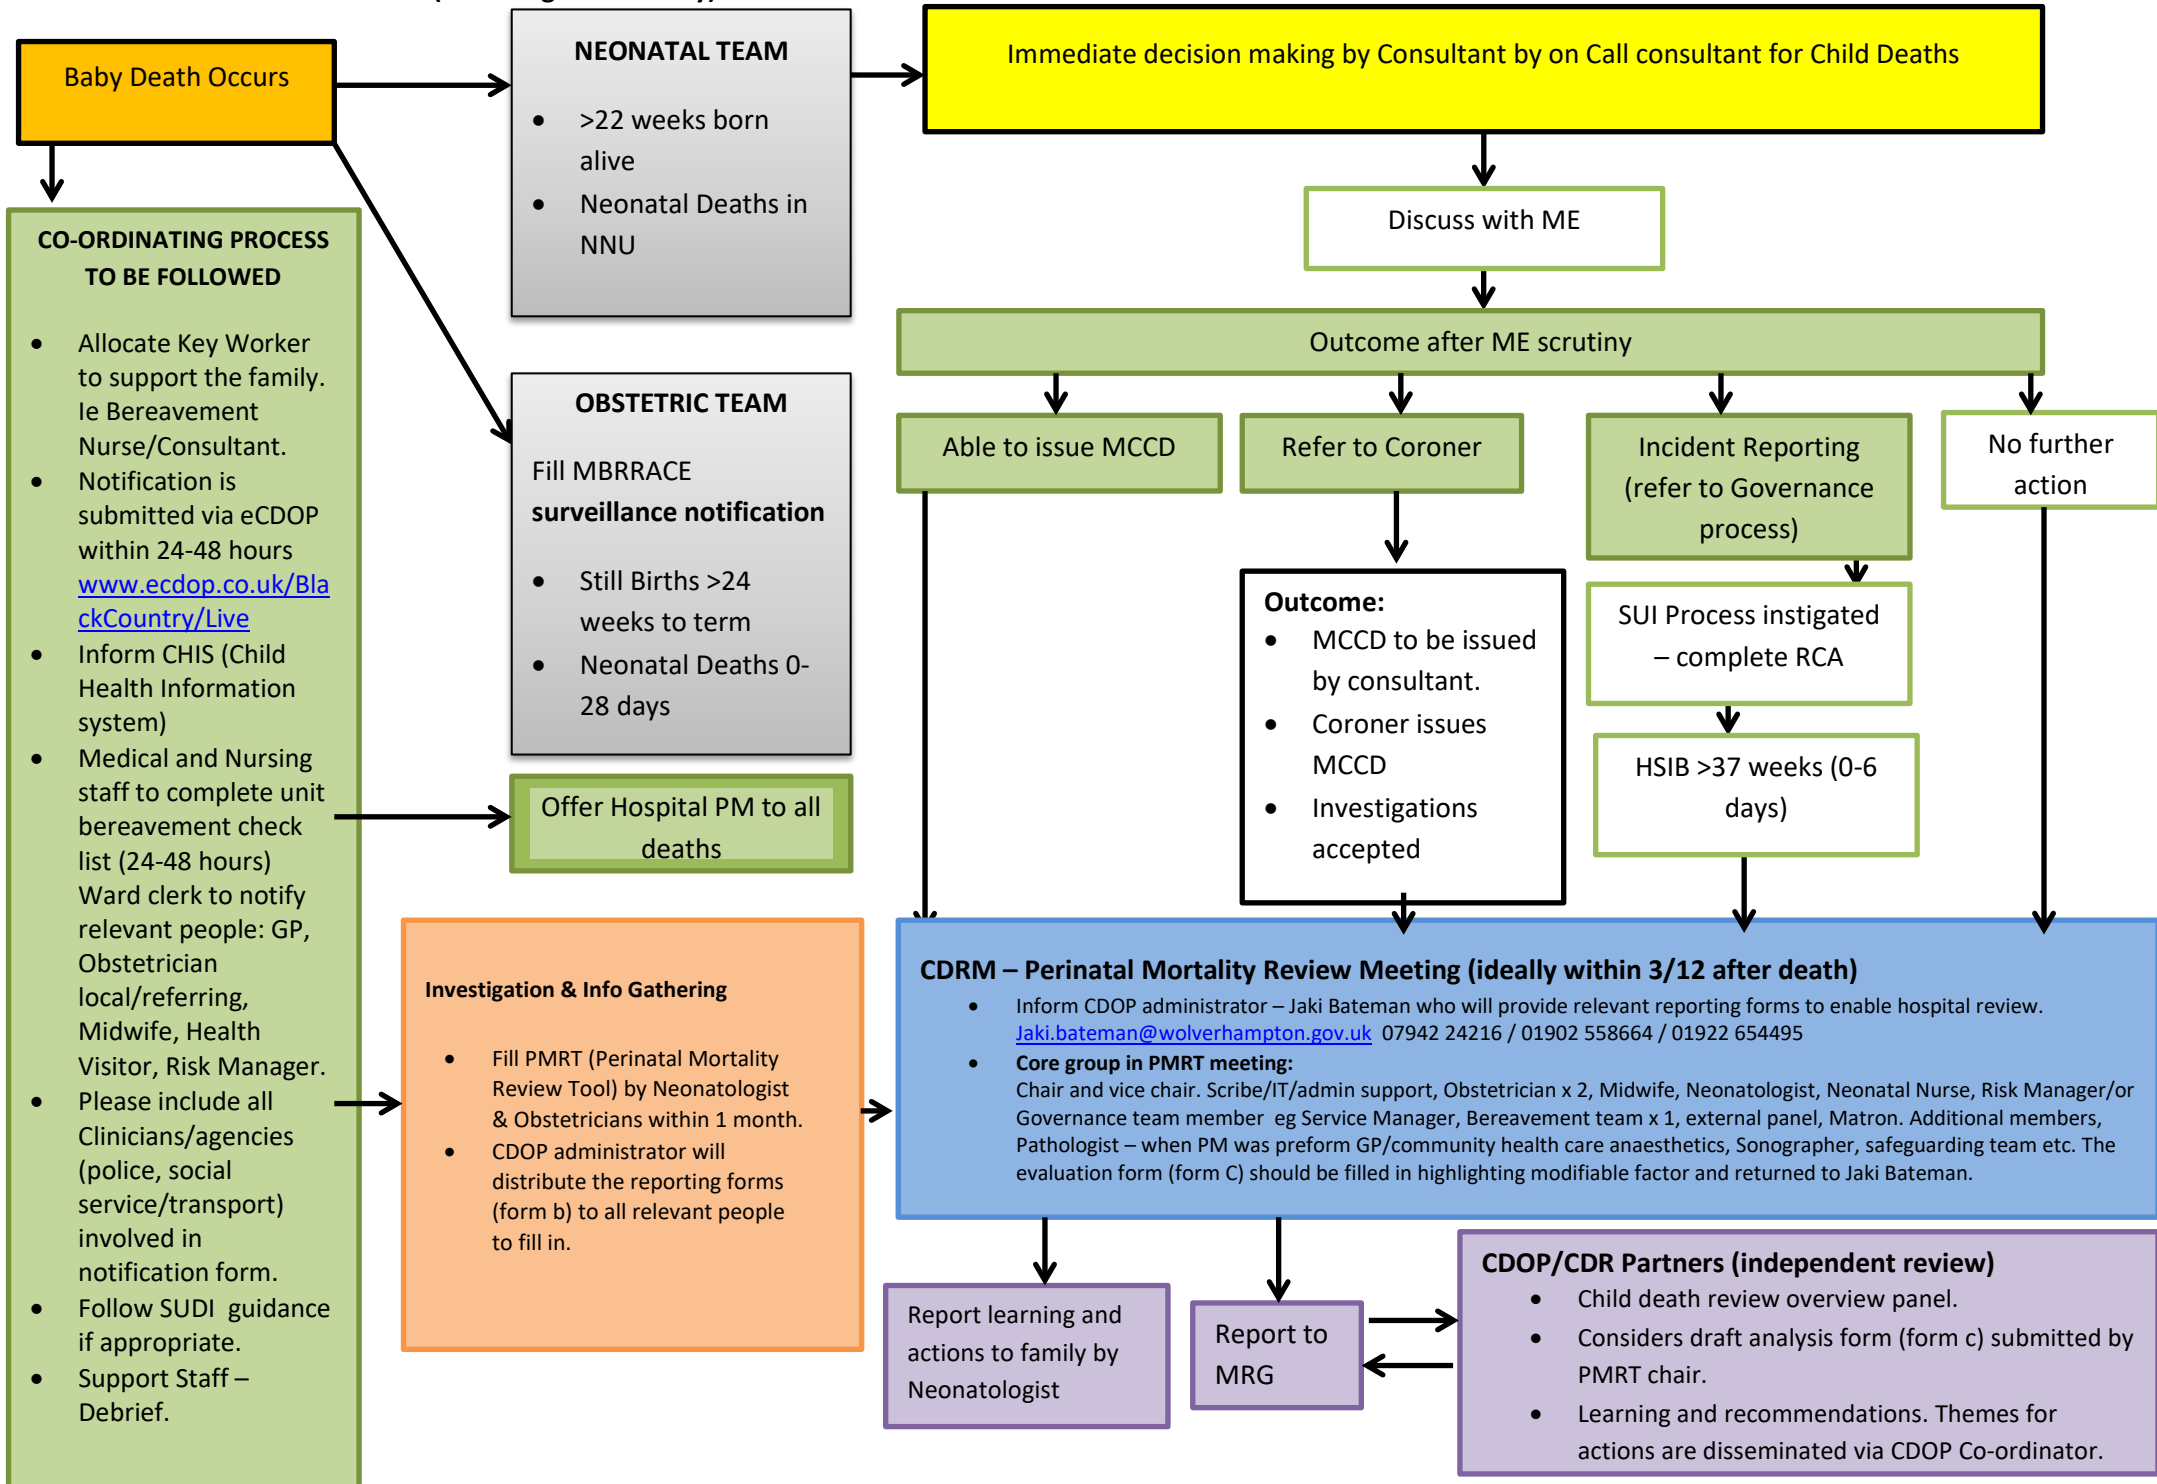 Baby Death Occurs
NEONATAL TEAM
• >22 weeks born
alive
• Neonatal Deaths in
NNU
Immediate decision making by Consultant by on Call consultant for Child Deaths
Discuss with ME
Outcome after ME scrutiny
Able to issue MCCD
Refer to Coroner
Incident Reporting
(refer to Governance
process)
No further
action
CO-ORDINATING PROCESS
TO BE FOLLOWED
• Allocate Key Worker
to support the family.
Ie Bereavement
Nurse/Consultant.
• Notification is
submitted via eCDOP
within 24-48 hours
www.ecdop.co.uk/Bla
ckCountry/Live
• Inform CHIS (Child
Health Information
system)
• Medical and Nursing
staff to complete unit
bereavement check
list (24-48 hours)
Ward clerk to notify
relevant people: GP,
Obstetrician
local/referring,
Midwife, Health
Visitor, Risk Manager.
• Please include all
Clinicians/agencies
(police, social
service/transport)
involved in
notification form.
• Follow SUDI guidance
if appropriate.
• Support Staff –
Debrief.
OBSTETRIC TEAM
Fill MBRRACE
surveillance notification
• Still Births >24
weeks to term
• Neonatal Deaths 0-
28 days
Offer Hospital PM to all
deaths
Outcome:
• MCCD to be issued
by consultant.
• Coroner issues
MCCD
• Investigations
accepted
SUI Process instigated
– complete RCA
HSIB >37 weeks (0-6
days)
Investigation & Info Gathering
• Fill PMRT (Perinatal Mortality
Review Tool) by Neonatologist
& Obstetricians within 1 month.
• CDOP administrator will
distribute the reporting forms
(form b) to all relevant people
to fill in.
CDRM – Perinatal Mortality Review Meeting (ideally within 3/12 after death)
• Inform CDOP administrator – Jaki Bateman who will provide relevant reporting forms to enable hospital review.
Jaki.bateman@wolverhampton.gov.uk 07942 24216 / 01902 558664 / 01922 654495
• Core group in PMRT meeting:
Chair and vice chair. Scribe/IT/admin support, Obstetrician x 2, Midwife, Neonatologist, Neonatal Nurse, Risk Manager/or
Governance team member eg Service Manager, Bereavement team x 1, external panel, Matron. Additional members,
Pathologist – when PM was preform GP/community health care anaesthetics, Sonographer, safeguarding team etc. The
evaluation form (form C) should be filled in highlighting modifiable factor and returned to Jaki Bateman.
Report learning and
actions to family by
Neonatologist
Report to
MRG
CDOP/CDR Partners (independent review)
• Child death review overview panel.
• Considers draft analysis form (form c) submitted by
PMRT chair.
• Learning and recommendations. Themes for
actions are disseminated via CDOP Co-ordinator.